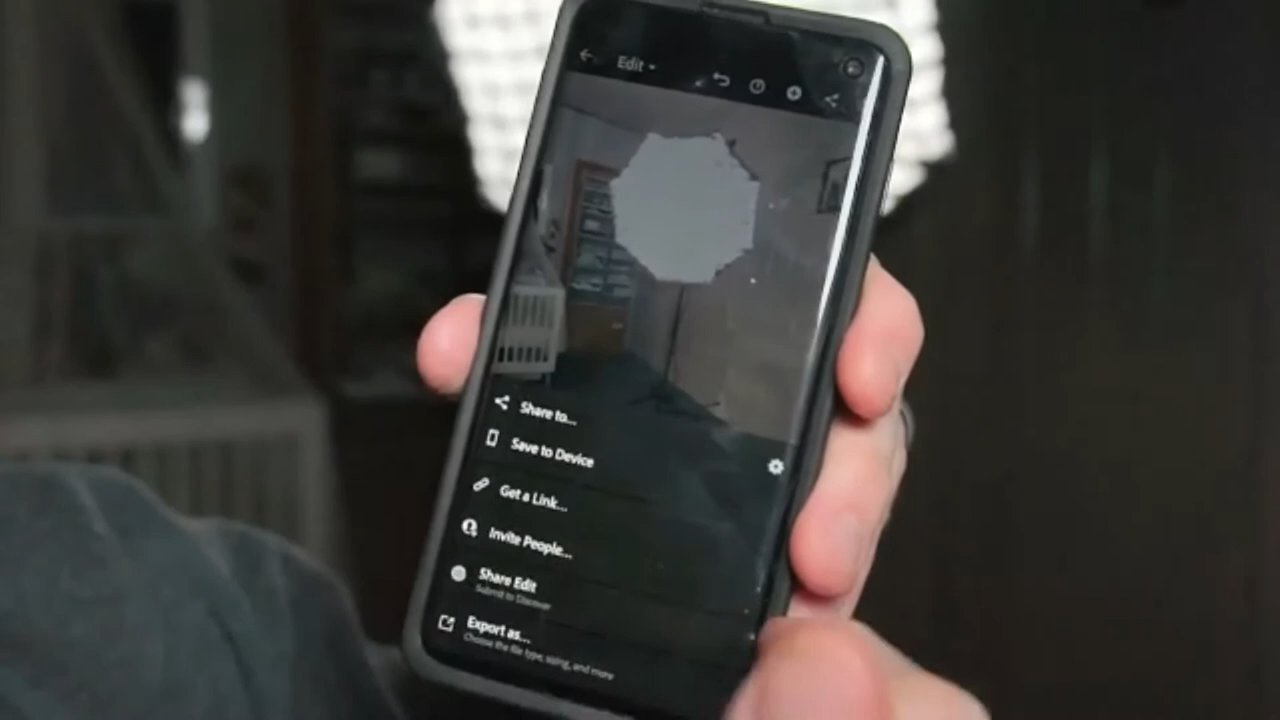 Edit
Share to...
Save to Device
Get a Link...
Invite People...
Share Edit
Submit to Discover
Export as...
Choose the file type, sizing, and more